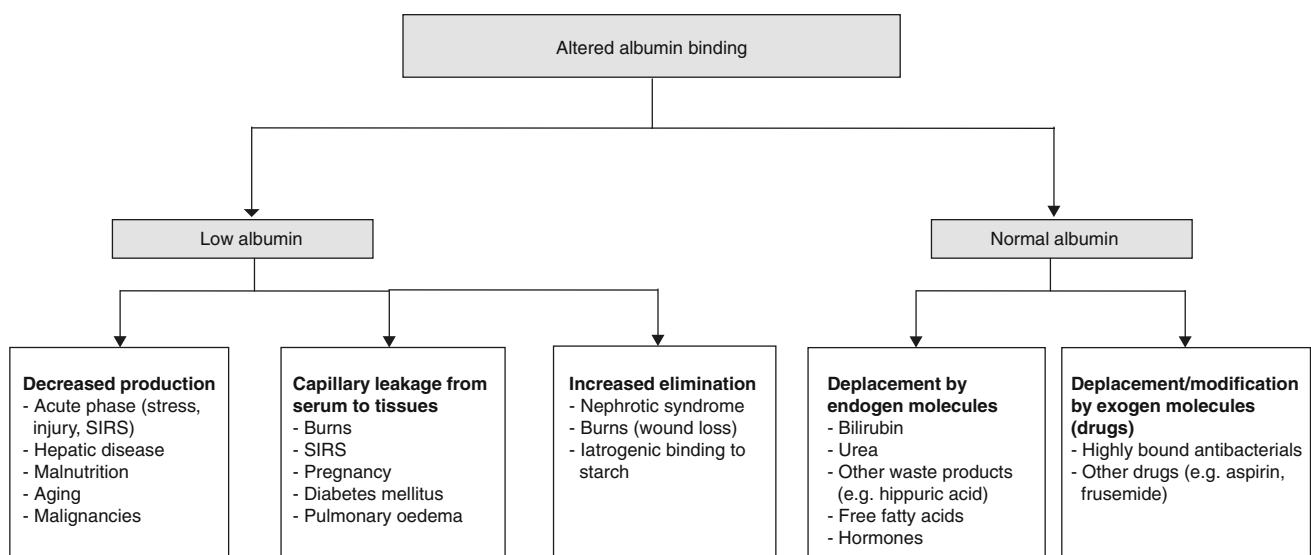 Altered albumin binding
Low albumin
Normal albumin
Decreased production
- Acute phase (stress,
injury, SIRS)
- Hepatic disease
- Malnutrition
- Aging
- Malignancies
Capillary leakage from
serum to tissues
- Burns
- SIRS
- Pregnancy
- Diabetes mellitus
- Pulmonary oedema
Increased elimination
- Nephrotic syndrome
- Burns (wound loss)
- Iatrogenic binding to
starch
Deplacement by
endogen molecules
- Bilirubin
- Urea
- Other waste products
(e.g. hippuric acid)
- Free fatty acids
- Hormones
Deplacement/modification
by exogen molecules
(drugs)
- Highly bound antibacterials
- Other drugs (e.g. aspirin,
frusemide)